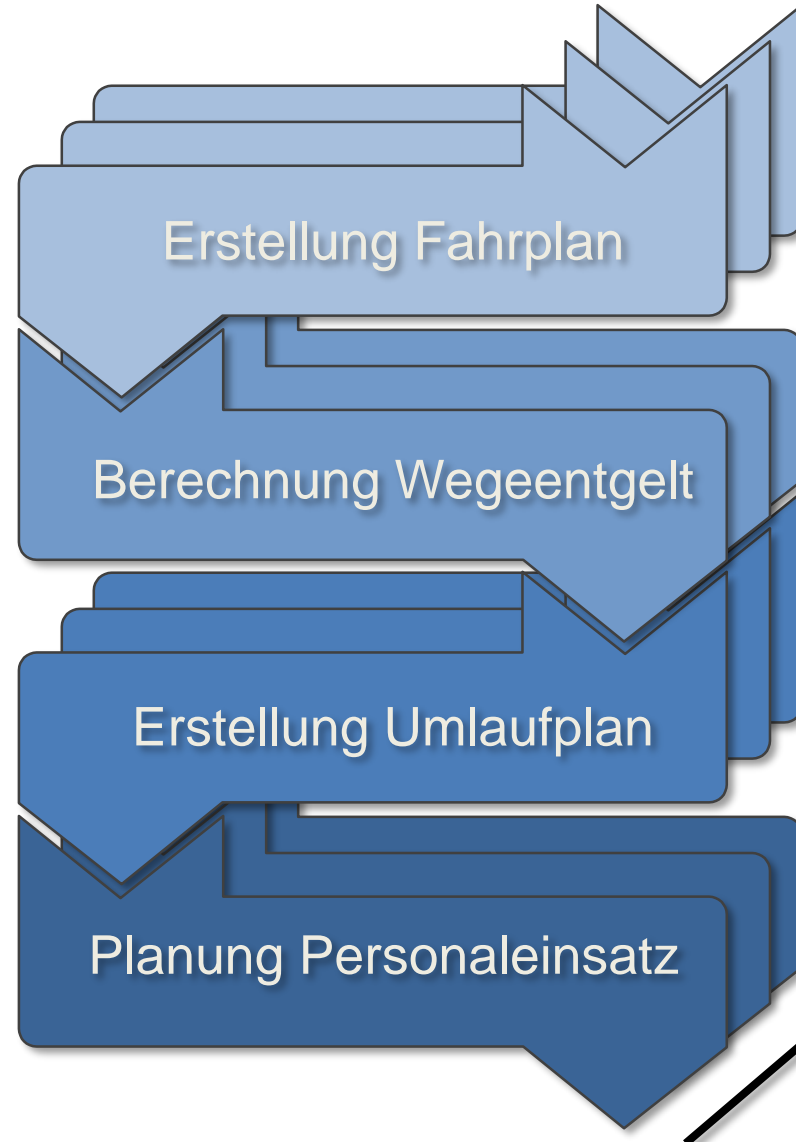 Erstellung Fahrplan
Berechnung Wegeentgelt
Erstellung Umlaufplan
Planung Personaleinsatz